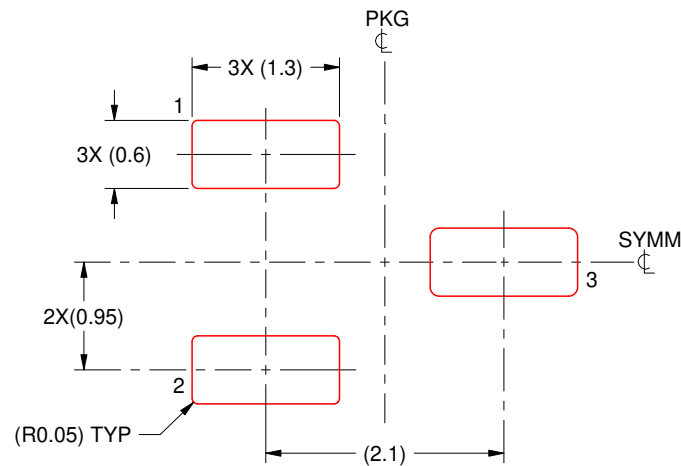 PKG
℄
3X (1.3)
1
3X (0.6)
SYMM
℄
3
2X(0.95)
2
(R0.05) TYP
(2.1)